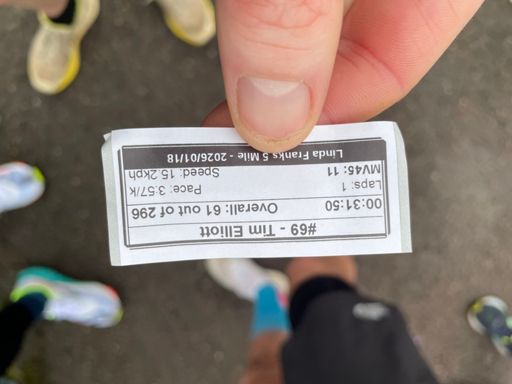 #69 - Tim Elliott
00:31:50 Overall: 61 out of 296
Laps: 1 Pace: 3:57/K
MV45: 11 Speed: 15.2kph
Linda Franks 5 Mile - 2026/01/18